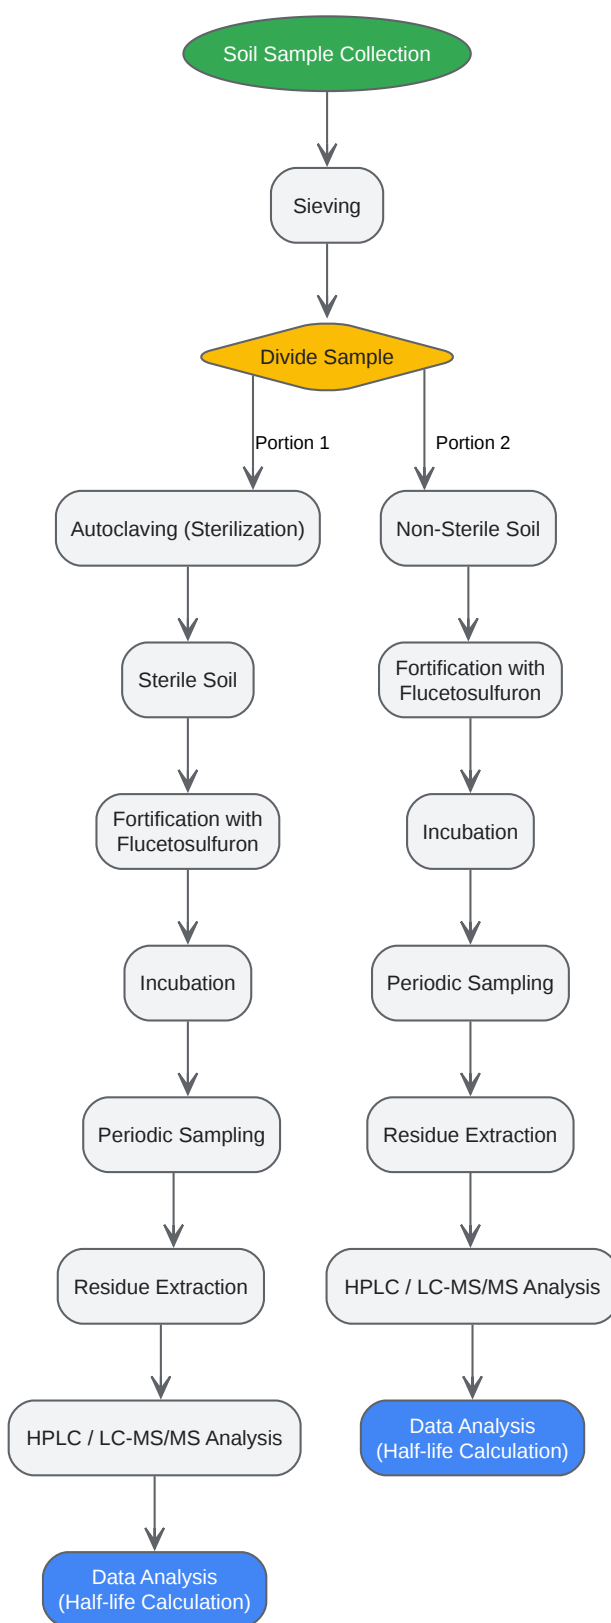 Soil Sample Collection
Sieving
Divide Sample
Portion 1
Portion 2
Autoclaving (Sterilization)
Non-Sterile Soil
Sterile Soil
Fortification with
Flucetosulfuron
Fortification with
Flucetosulfuron
Incubation
Incubation
Periodic Sampling
Periodic Sampling
Residue Extraction
Residue Extraction
HPLC / LC-MS/MS Analysis
HPLC / LC-MS/MS Analysis
Data Analysis
(Half-life Calculation)
Data Analysis
(Half-life Calculation)